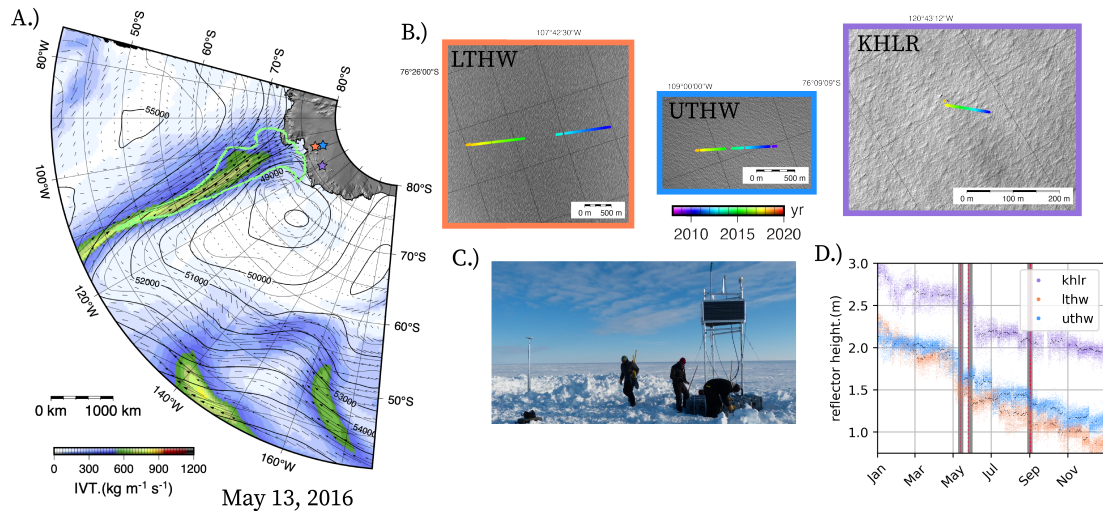 A.)
50°S
60°S
70°S
80°S
80°W
100°W
120°W
140°W
160°W
80°S
70°S
60°S
50°S
55000
49000
50000
51000
52000
53000
54000
0 km 1000 km
0 300 600 900 1200
IVT.(kg m⁻¹ s⁻¹)
May 13, 2016
B.)
107°42'30"W
76°26'00"S
LTHW
0 m 500 m
109°00'00"W
76°09'09"S
UTHW
0 m 500 m
yr
2010 2015 2020
120°43'12"W
KHLR
0 m 100 m 200 m
C.)
D.)
3.0
2.5
2.0
1.5
1.0
reflector height.(m)
khlr
lthw
uthw
Jan Mar May Jul Sep Nov